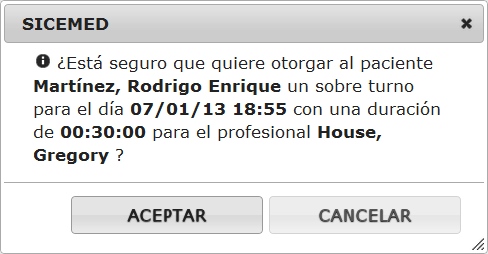 SICEMED
¿Está seguro que quiere otorgar al paciente
Martínez, Rodrigo Enrique un sobre turno
para el día 07/01/13 18:55 con una duración
de 00:30:00 para el profesional House,
Gregory ?
ACEPTAR
CANCELAR